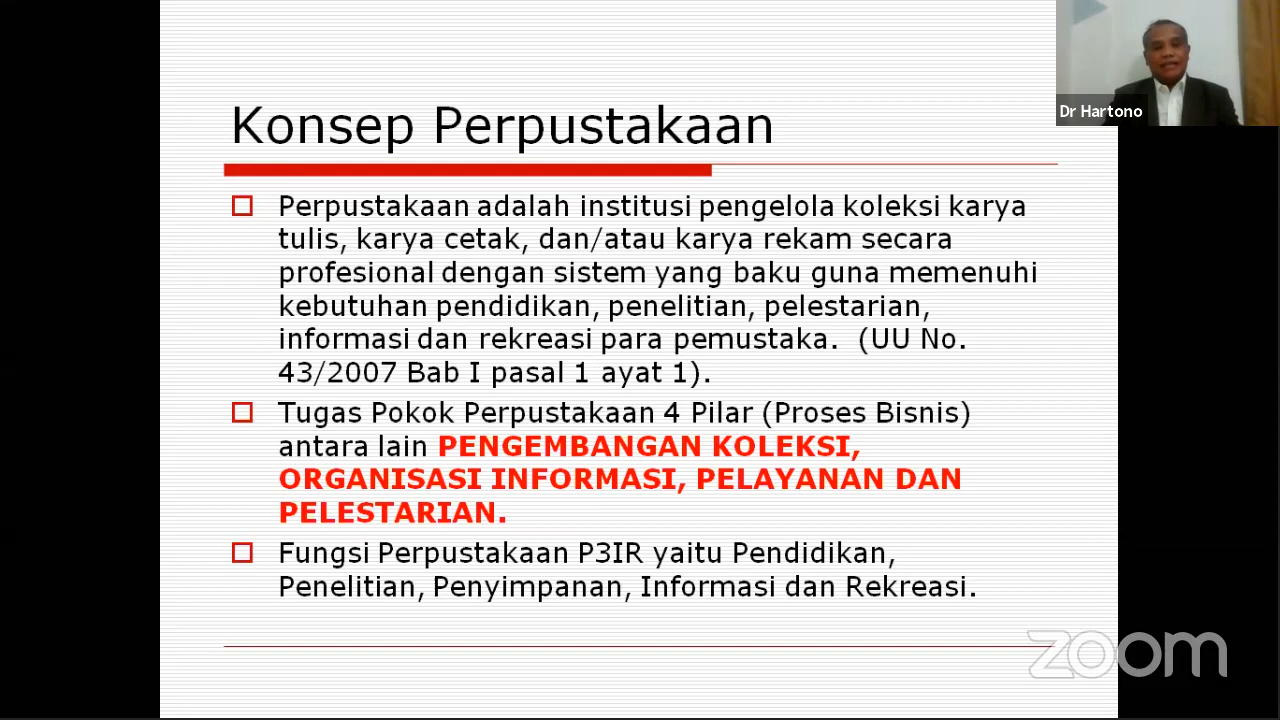 Konsep Perpustakaan
Dr Hartono
Perpustakaan adalah institusi pengelola koleksi karya
tulis, karya cetak, dan/atau karya rekam secara
profesional dengan sistem yang baku guna memenuhi
kebutuhan pendidikan, penelitian, pelestarian,
informasi dan rekreasi para pemustaka. (UU No.
43/2007 Bab I pasal 1 ayat 1).
Tugas Pokok Perpustakaan 4 Pilar (Proses Bisnis)
antara lain PENGEMBANGAN KOLEKSI,
ORGANISASI INFORMASI, PELAYANAN DAN
PELESTARIAN.
Fungsi Perpustakaan P3IR yaitu Pendidikan,
Penelitian, Penyimpanan, Informasi dan Rekreasi.
zoom